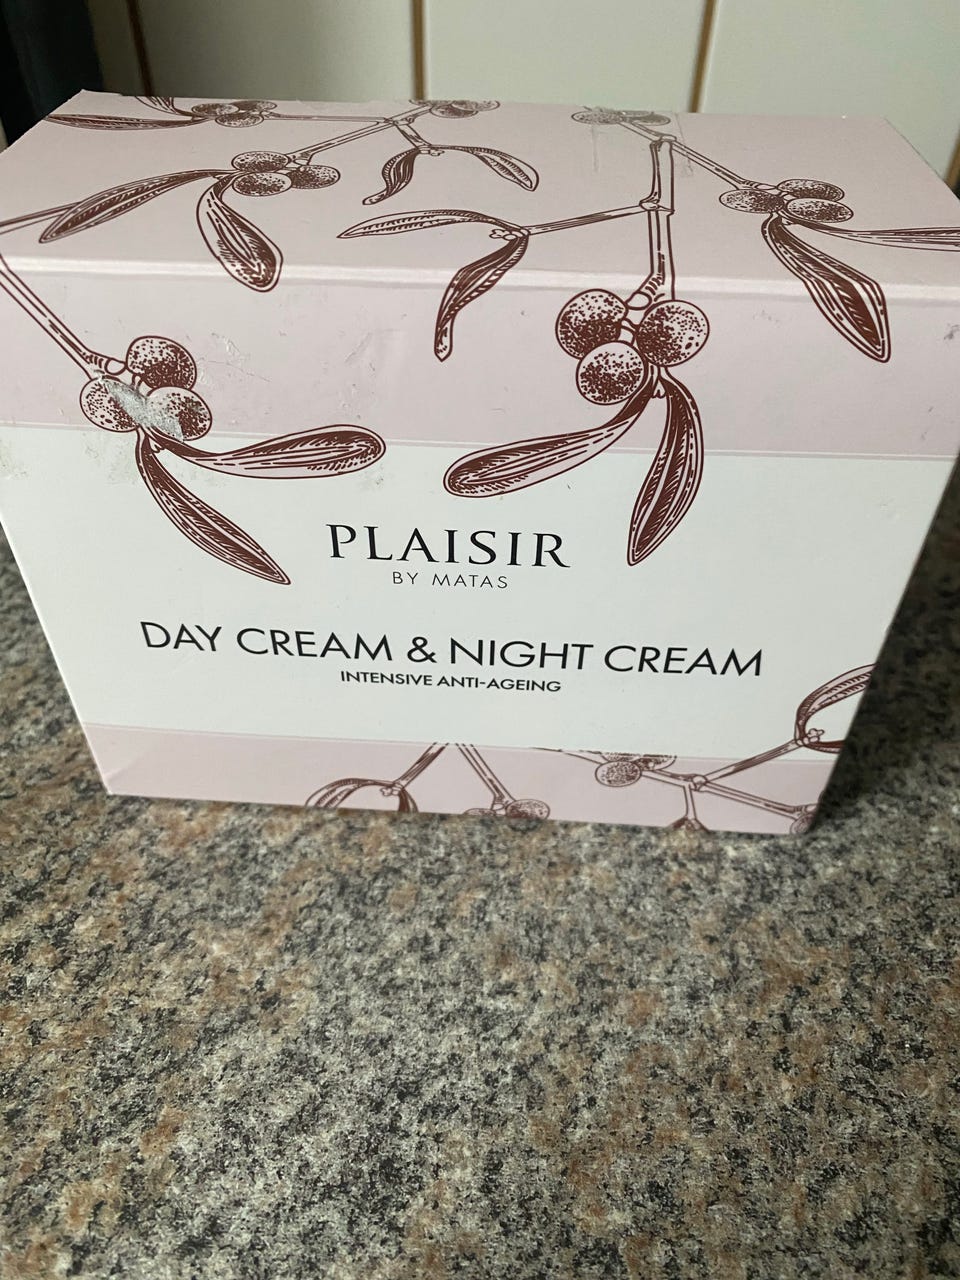 PLAISIR
BY MATAS
DAY CREAM & NIGHT CREAM
INTENSIVE ANTI-AGEING